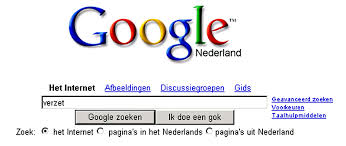 Google™
Nederland
Het Internet Afbeeldingen Discussiegroepen Gids
verzet
Geavanceerd zoeken
Voorkeuren
Taalhulpmiddelen
Google zoeken Ik doe een gok
Zoek: het Internet pagina's in het Nederlands pagina's uit Nederland